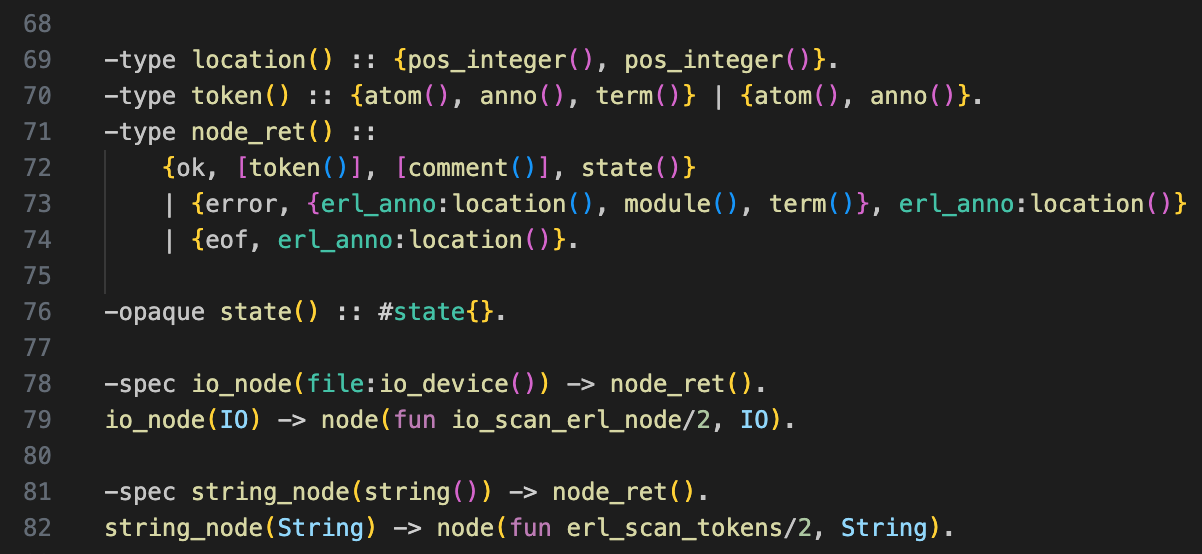 68
69 -type location() :: {pos_integer(), pos_integer()}.
70 -type token() :: {atom(), anno(), term()} | {atom(), anno()}.
71 -type node_ret() ::
72     {ok, [token()], [comment()], state()}
73     | {error, {erl_anno:location(), module(), term()}, erl_anno:location()}
74     | {eof, erl_anno:location()}.
75
76 -opaque state() :: #state{}.
77
78 -spec io_node(file:io_device()) -> node_ret().
79 io_node(IO) -> node(fun io_scan_erl_node/2, IO).
80
81 -spec string_node(string()) -> node_ret().
82 string_node(String) -> node(fun erl_scan_tokens/2, String).